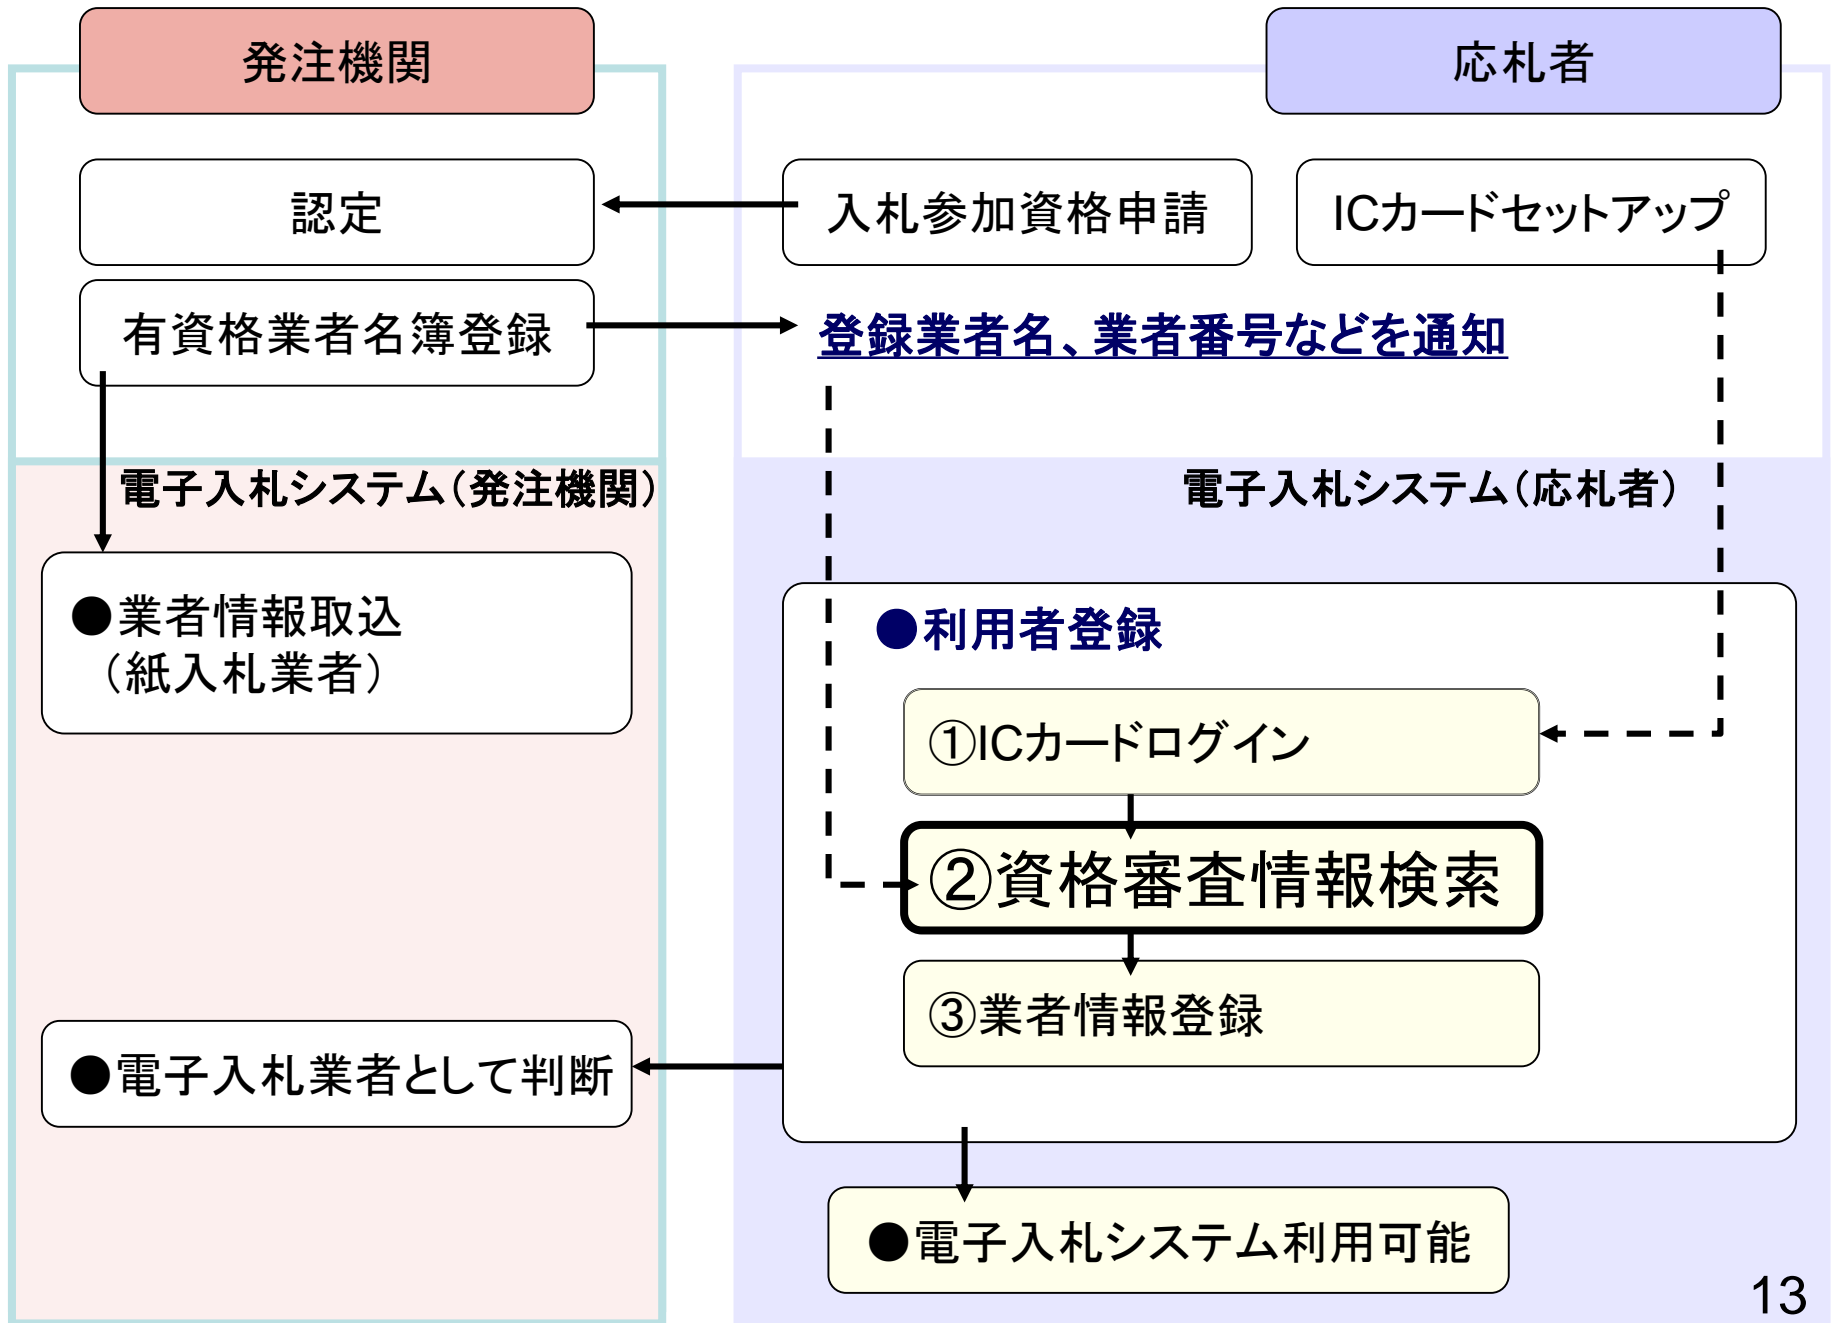 発注機関
応札者
認定
入札参加資格申請
ICカードセットアップ
有資格業者名簿登録
登録業者名、業者番号などを通知
電子入札システム（発注機関）
電子入札システム（応札者）
●業者情報取込
（紙入札業者）
●利用者登録
①ICカードログイン
②資格審査情報検索
③業者情報登録
●電子入札業者として判断
●電子入札システム利用可能
13